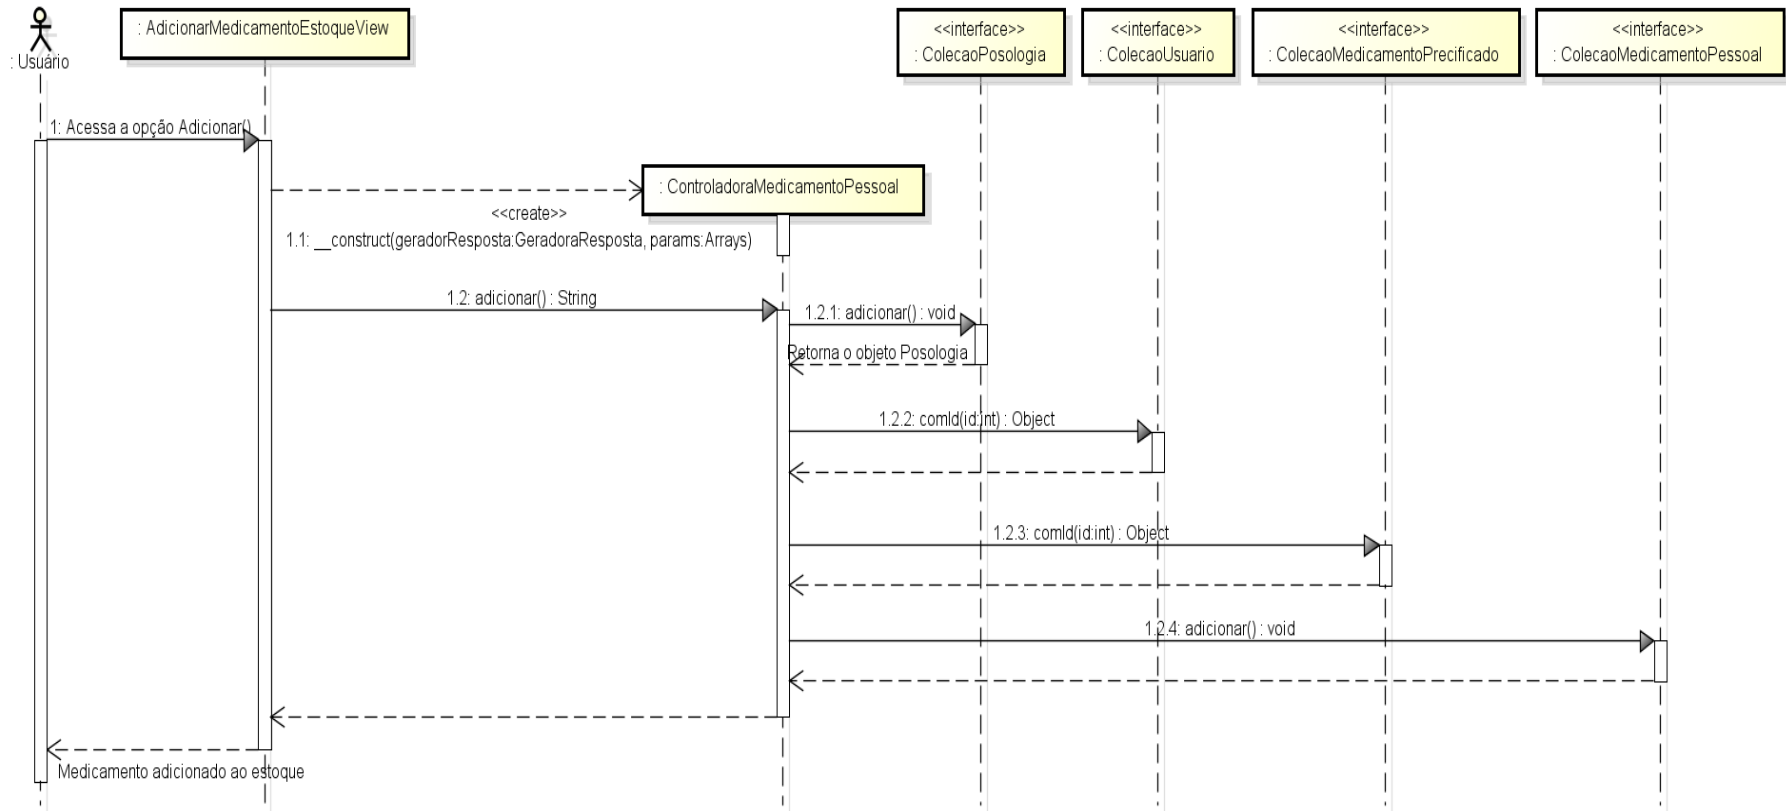 : Usuário
: AdicionarMedicamentoEstoqueView
<<interface>>
: ColecaoPosologia
<<interface>>
: ColecaoUsuario
<<interface>>
: ColecaoMedicamentoPrecificado
<<interface>>
: ColecaoMedicamentoPessoal
1: Acessa a opção Adicionar()
: ControladoraMedicamentoPessoal
<<create>>
1.1: __construct(geradorResposta:GeradoraResposta, params:Arrays)
1.2: adicionar() : String
1.2.1: adicionar() : void
Retorna o objeto Posologia
1.2.2: comId(id:int) : Object
1.2.3: comId(id:int) : Object
1.2.4: adicionar() : void
Medicamento adicionado ao estoque